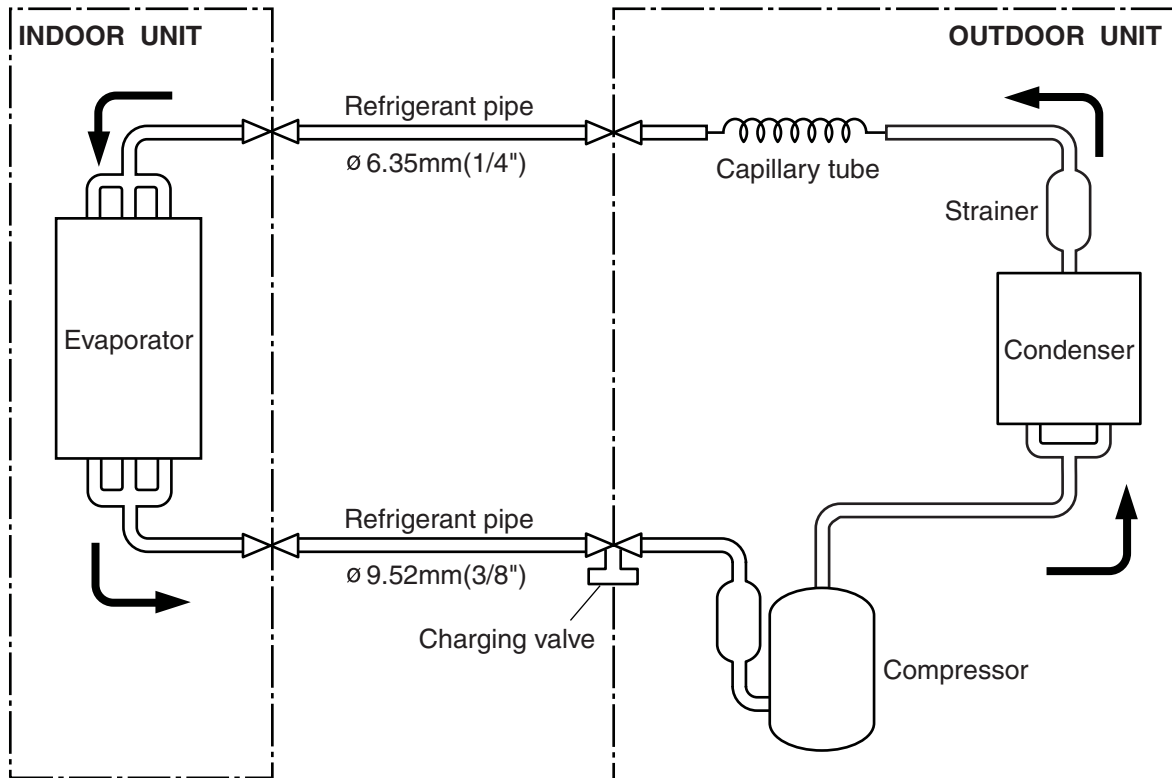 INDOOR UNIT
OUTDOOR UNIT
Refrigerant pipe
ø 6.35mm(1/4")
Capillary tube
Strainer
Evaporator
Condenser
Refrigerant pipe
ø 9.52mm(3/8")
Charging valve
Compressor